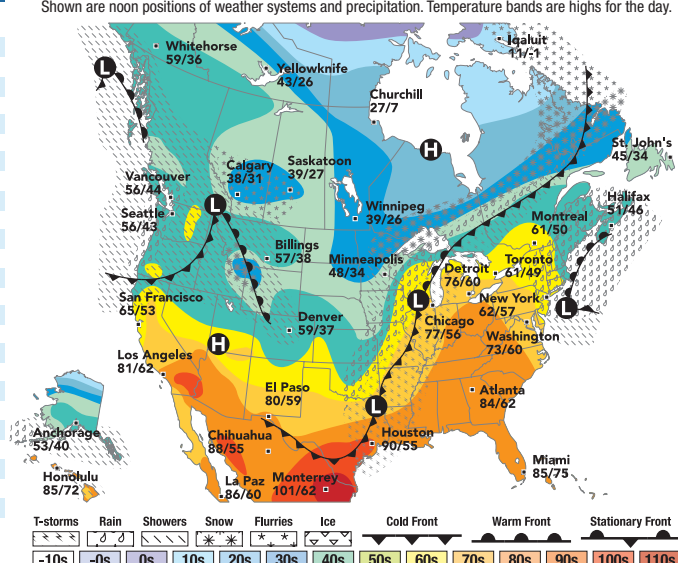 Shown are noon positions of weather systems and precipitation. Temperature bands are highs for the day.
Whitehorse
59/36
Iqaluit
11/-1
L
Yellowknife
43/26
Churchill
27/7
H
St. John's
45/34
Calgary
38/31
Saskatoon
39/27
Vancouver
56/44
L
Winnipeg
39/26
Halifax
51/46
Seattle
56/43
Montreal
61/50
Billings
57/38
Minneapolis
48/34
Toronto
61/49
Detroit
76/60
San Francisco
65/53
L
New York
62/57
L
Denver
59/37
Chicago
77/56
Washington
73/60
H
Los Angeles
81/62
El Paso
80/59
L
Atlanta
84/62
Anchorage
53/40
Chihuahua
88/55
Houston
90/55
Honolulu
85/72
La Paz
86/60
Monterrey
101/62
Miami
85/75
T-storms Rain Showers Snow Flurries Ice Cold Front Warm Front Stationary Front
-10s -0s 0s 10s 20s 30s 40s 50s 60s 70s 80s 90s 100s 110s